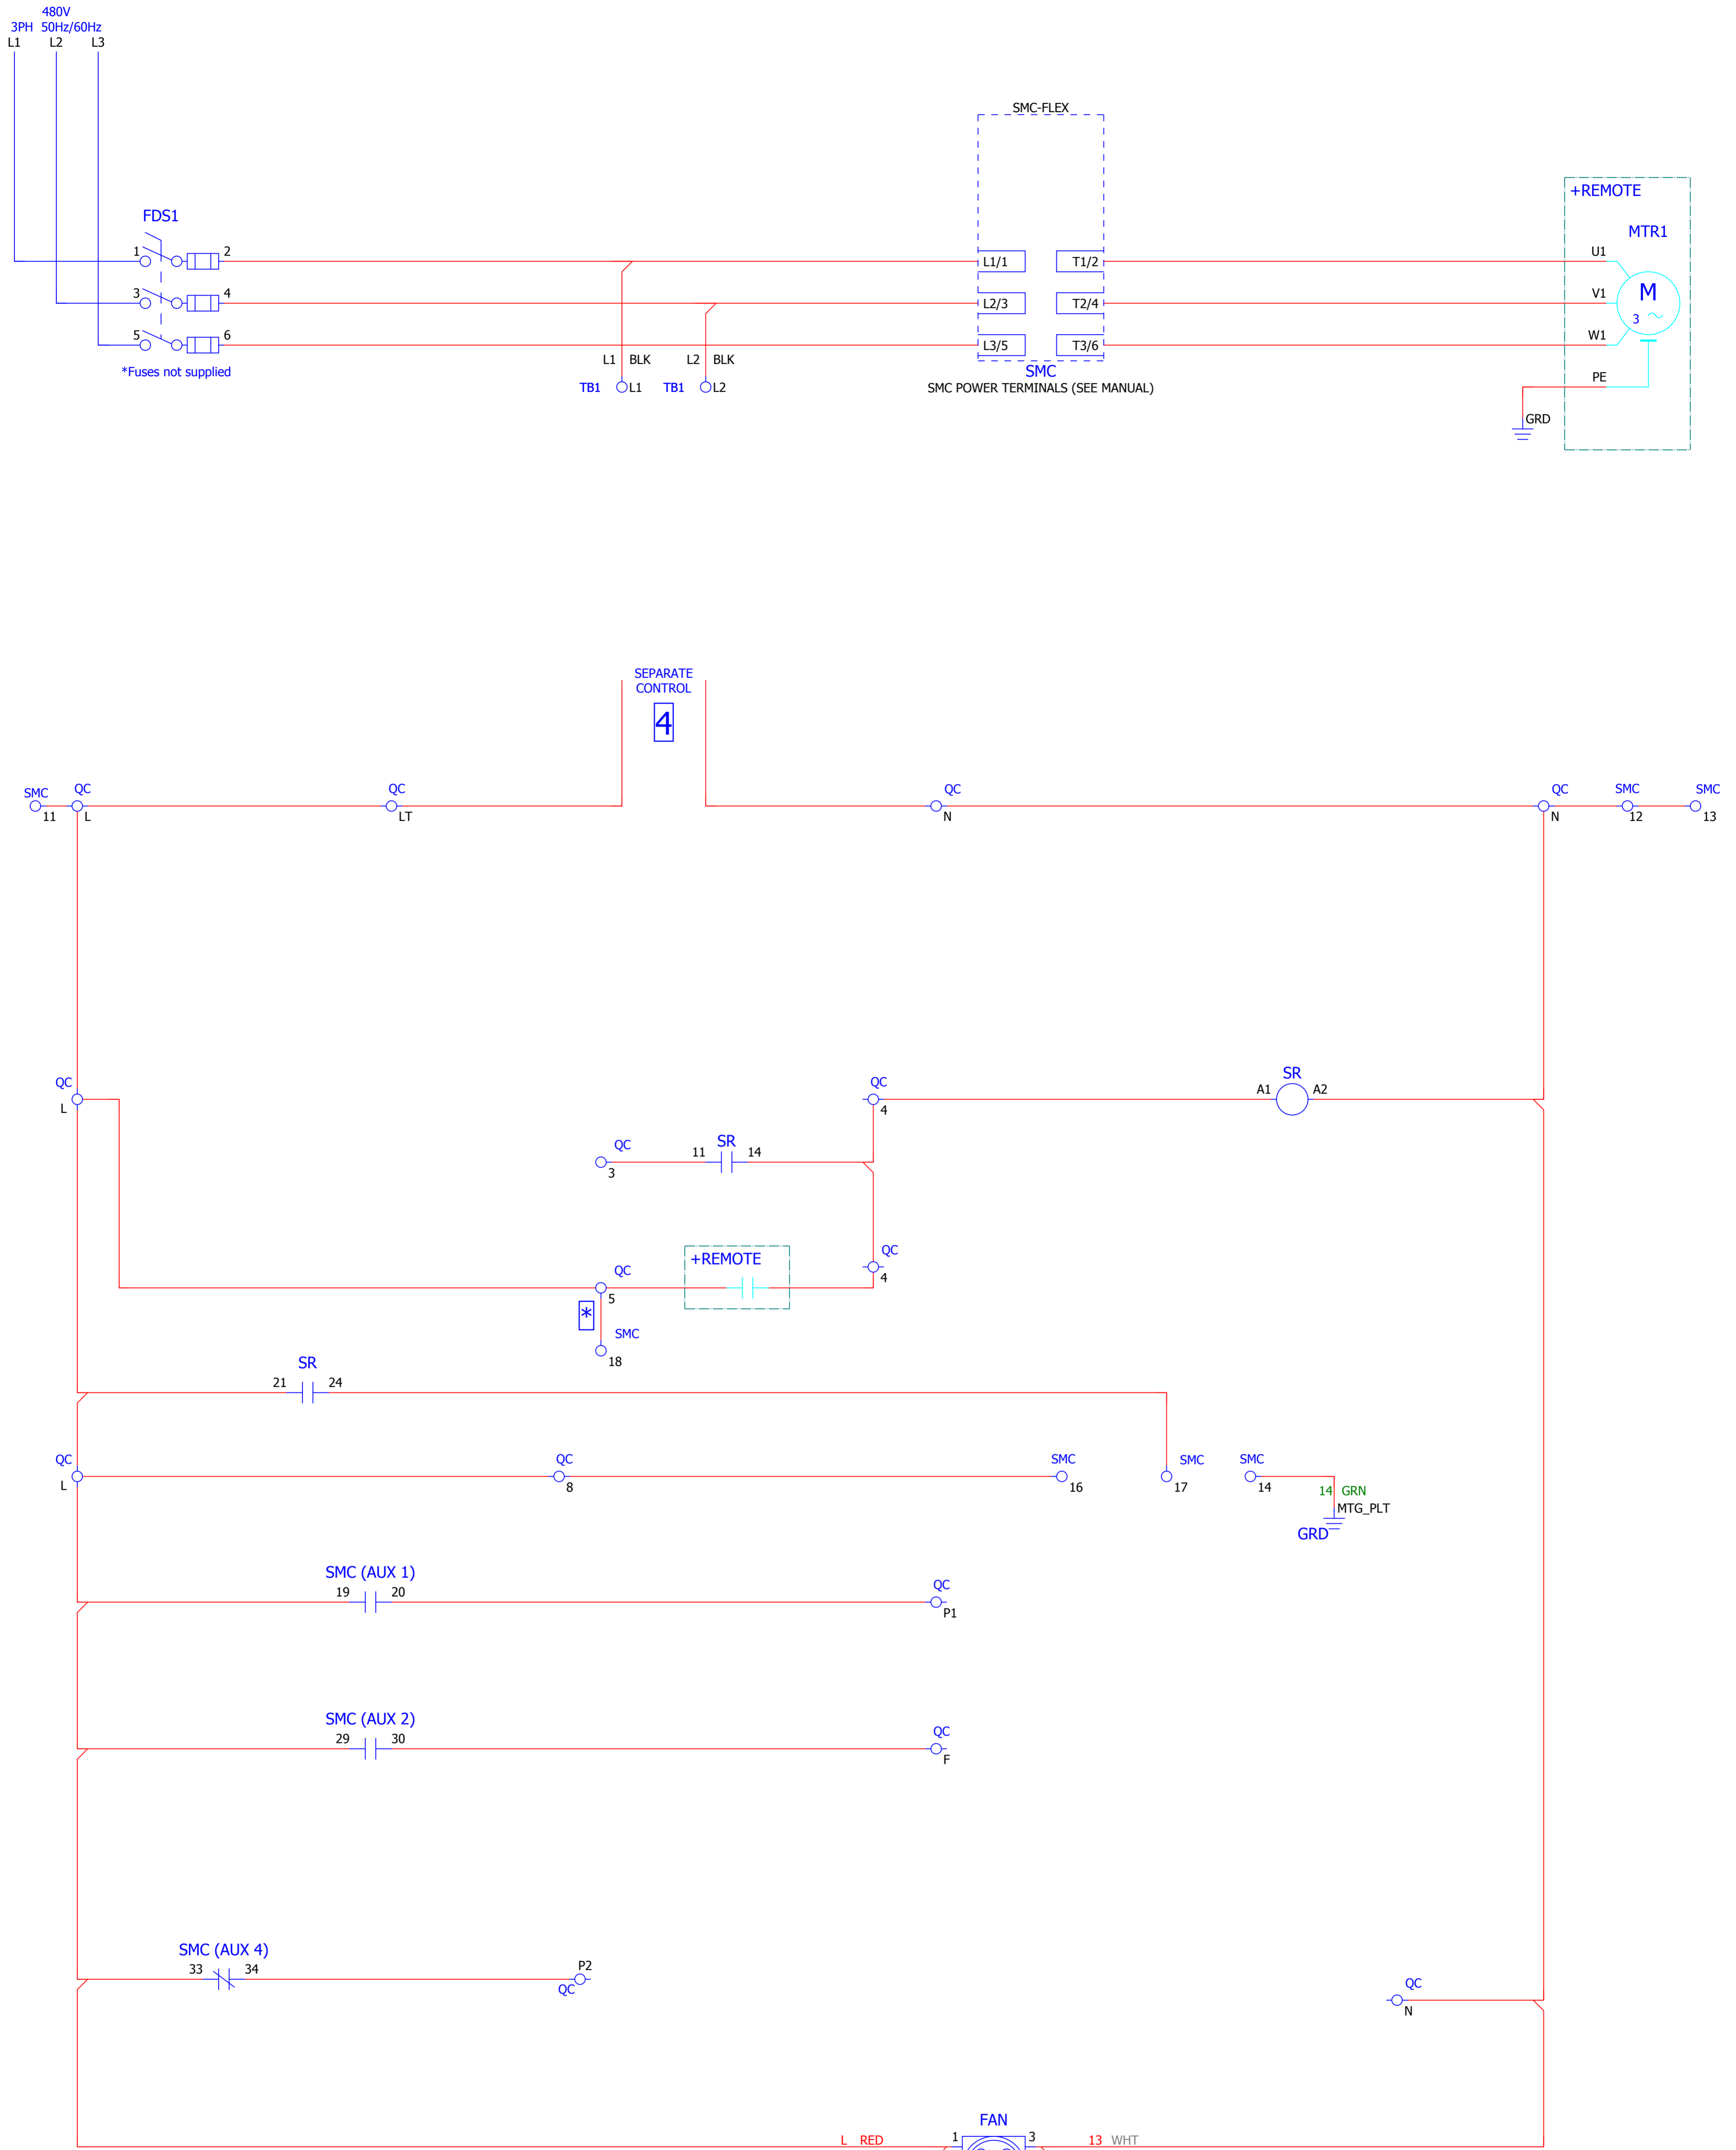 480V
3PH 50Hz/60Hz
L1 L2 L3
SMC-FLEX
+REMOTE
FDS1
MTR1
1 2 L1/1 T1/2 U1
M
3 4 L2/3 T2/4 V1
3
5 6 L3/5 T3/6 W1
L1 BLK L2 BLK
*Fuses not supplied
SMC
PE
TB1 L1 TB1 L2
SMC POWER TERMINALS (SEE MANUAL)
GRD
SEPARATE
CONTROL
4
SMC QC QC QC QC SMC SMC
11 L LT N N 12 13
SR
QC QC A1 A2
L 4
SR
QC 11 14
3
QC
+REMOTE
QC
5 4
*
SMC
18
SR
21 24
QC QC SMC SMC SMC
L 8 16 17 14
14 GRN
MTG_PLT
GRD
SMC (AUX 1)
19 20 QC
P1
SMC (AUX 2)
29 30 QC
F
SMC (AUX 4)
33 34 P2
QC QC
N
FAN
L RED 1 3 13 WHT